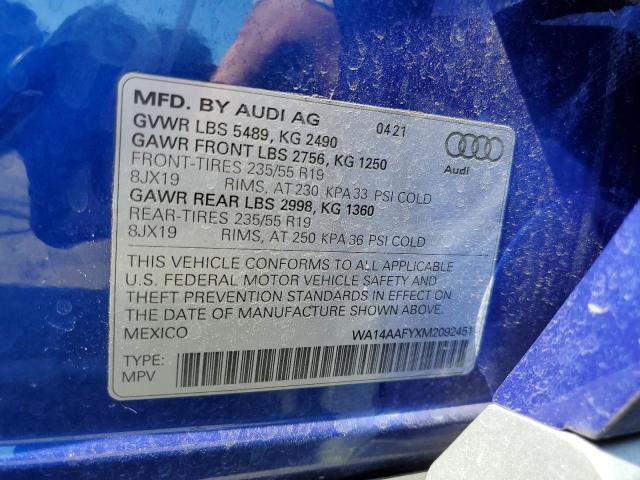 MFD. BY AUDI AG 0421
GVWR LBS 5489, KG 2490
GAWR FRONT LBS 2756, KG 1250
FRONT-TIRES 235/55 R19
8JX19 RIMS, AT 230 KPA 33 PSI COLD
GAWR REAR LBS 2998, KG 1360
REAR-TIRES 235/55 R19
8JX19 RIMS, AT 250 KPA 36 PSI COLD
Audi
THIS VEHICLE CONFORMS TO ALL APPLICABLE
U.S. FEDERAL MOTOR VEHICLE SAFETY AND
THEFT PREVENTION STANDARDS IN EFFECT ON
THE DATE OF MANUFACTURE SHOWN ABOVE.
MEXICO WA14AAFYXM2092451
TYPE:
MPV